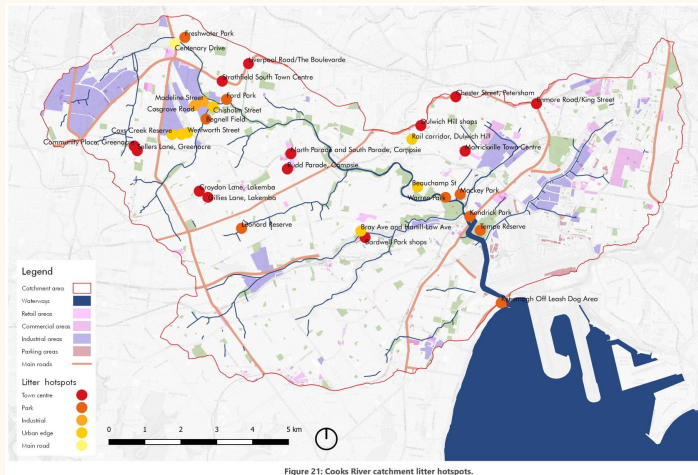 Freshwater Park
Centenary Drive
Liverpool Road/The Boulevarde
Strathfield South Town Centre
Madeline Street
Ford Park
Cosgrove Road
Chisholm Street
Begnell Field
Chester Street, Petersham
Enmore Road/King Street
Dulwich Hill shops
Rail corridor, Dulwich Hill
Marrickville Town Centre
Coxs Creek Reserve
Wentworth Street
Community Place, Greenacre
Sellers Lane, Greenacre
North Parade and South Parade, Campsie
Rudd Parade, Campsie
Croydon Lane, Lakemba
Gillies Lane, Lakemba
Beauchamp St
Warren Park
Mackey Park
Kendrick Park
Tempe Reserve
Leonard Reserve
Bray Ave and Hartill-Law Ave
Bardwell Park shops
Kyeemagh Off Leash Dog Area
Legend
Catchment area
Waterways
Retail areas
Commercial areas
Industrial areas
Parking areas
Main roads
Litter hotspots
Town centre
Park
Industrial
Urban edge
Main road
0 1 2 3 4 5 km
Figure 21: Cooks River catchment litter hotspots.